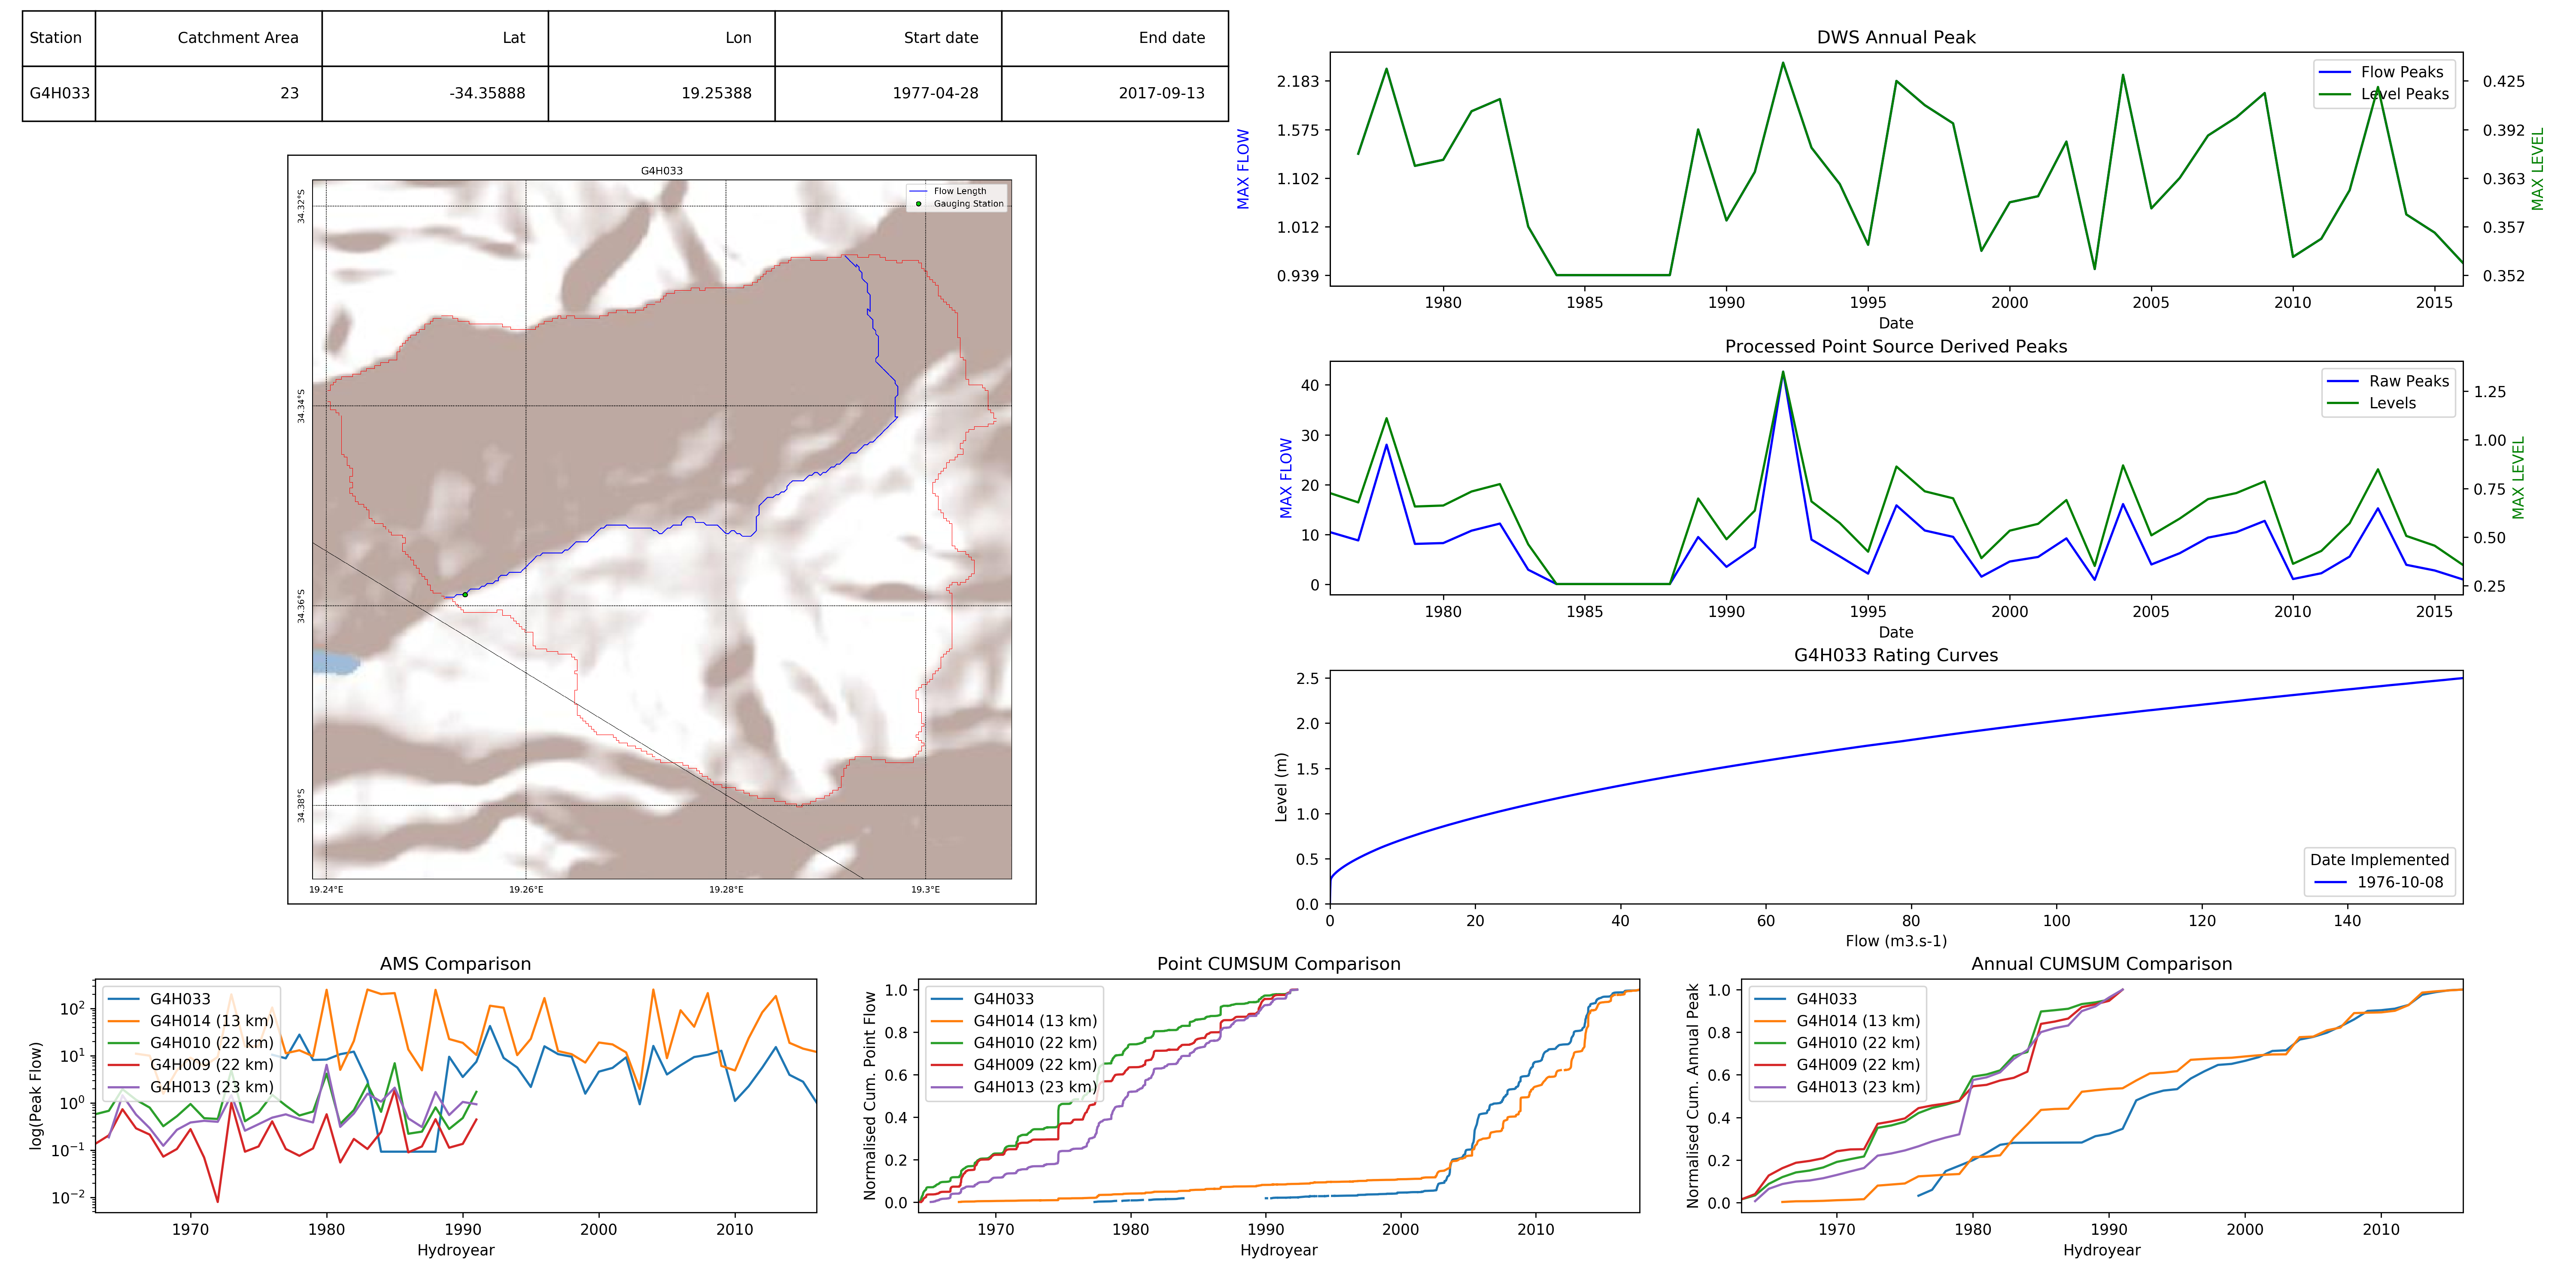 Station Catchment Area Lat Lon Start date End date
G4H033 23 -34.35888 19.25388 1977-04-28 2017-09-13
G4H033
Flow Length
Gauging Station
34.32°S
34.34°S
34.36°S
34.38°S
19.24°E 19.26°E 19.28°E 19.3°E
DWS Annual Peak
Flow Peaks
Level Peaks
MAX FLOW
2.183
1.575
1.102
1.012
0.939
0.425
0.392
0.363
0.357
0.352
MAX LEVEL
1980 1985 1990 1995 2000 2005 2010 2015
Date
Processed Point Source Derived Peaks
Raw Peaks
Levels
MAX FLOW
40
30
20
10
0
1.25
1.00
0.75
0.50
0.25
MAX LEVEL
1980 1985 1990 1995 2000 2005 2010 2015
Date
G4H033 Rating Curves
Level (m)
2.5
2.0
1.5
1.0
0.5
0.0
Date Implemented
1976-10-08
0 20 40 60 80 100 120 140
Flow (m3.s-1)
AMS Comparison
G4H033
G4H014 (13 km)
G4H010 (22 km)
G4H009 (22 km)
G4H013 (23 km)
log(Peak Flow)
10²
10¹
10⁰
10⁻¹
10⁻²
1970 1980 1990 2000 2010
Hydroyear
Point CUMSUM Comparison
G4H033
G4H014 (13 km)
G4H010 (22 km)
G4H009 (22 km)
G4H013 (23 km)
Normalised Cum. Point Flow
1.0
0.8
0.6
0.4
0.2
0.0
1970 1980 1990 2000 2010
Hydroyear
Annual CUMSUM Comparison
G4H033
G4H014 (13 km)
G4H010 (22 km)
G4H009 (22 km)
G4H013 (23 km)
Normalised Cum. Annual Peak
1.0
0.8
0.6
0.4
0.2
0.0
1970 1980 1990 2000 2010
Hydroyear